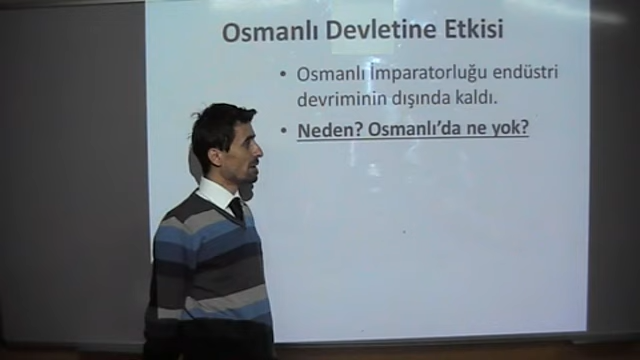 Osmanlı Devletine Etkisi
• Osmanlı İmparatorluğu endüstri
devriminin dışında kaldı.
• Neden? Osmanlı’da ne yok?